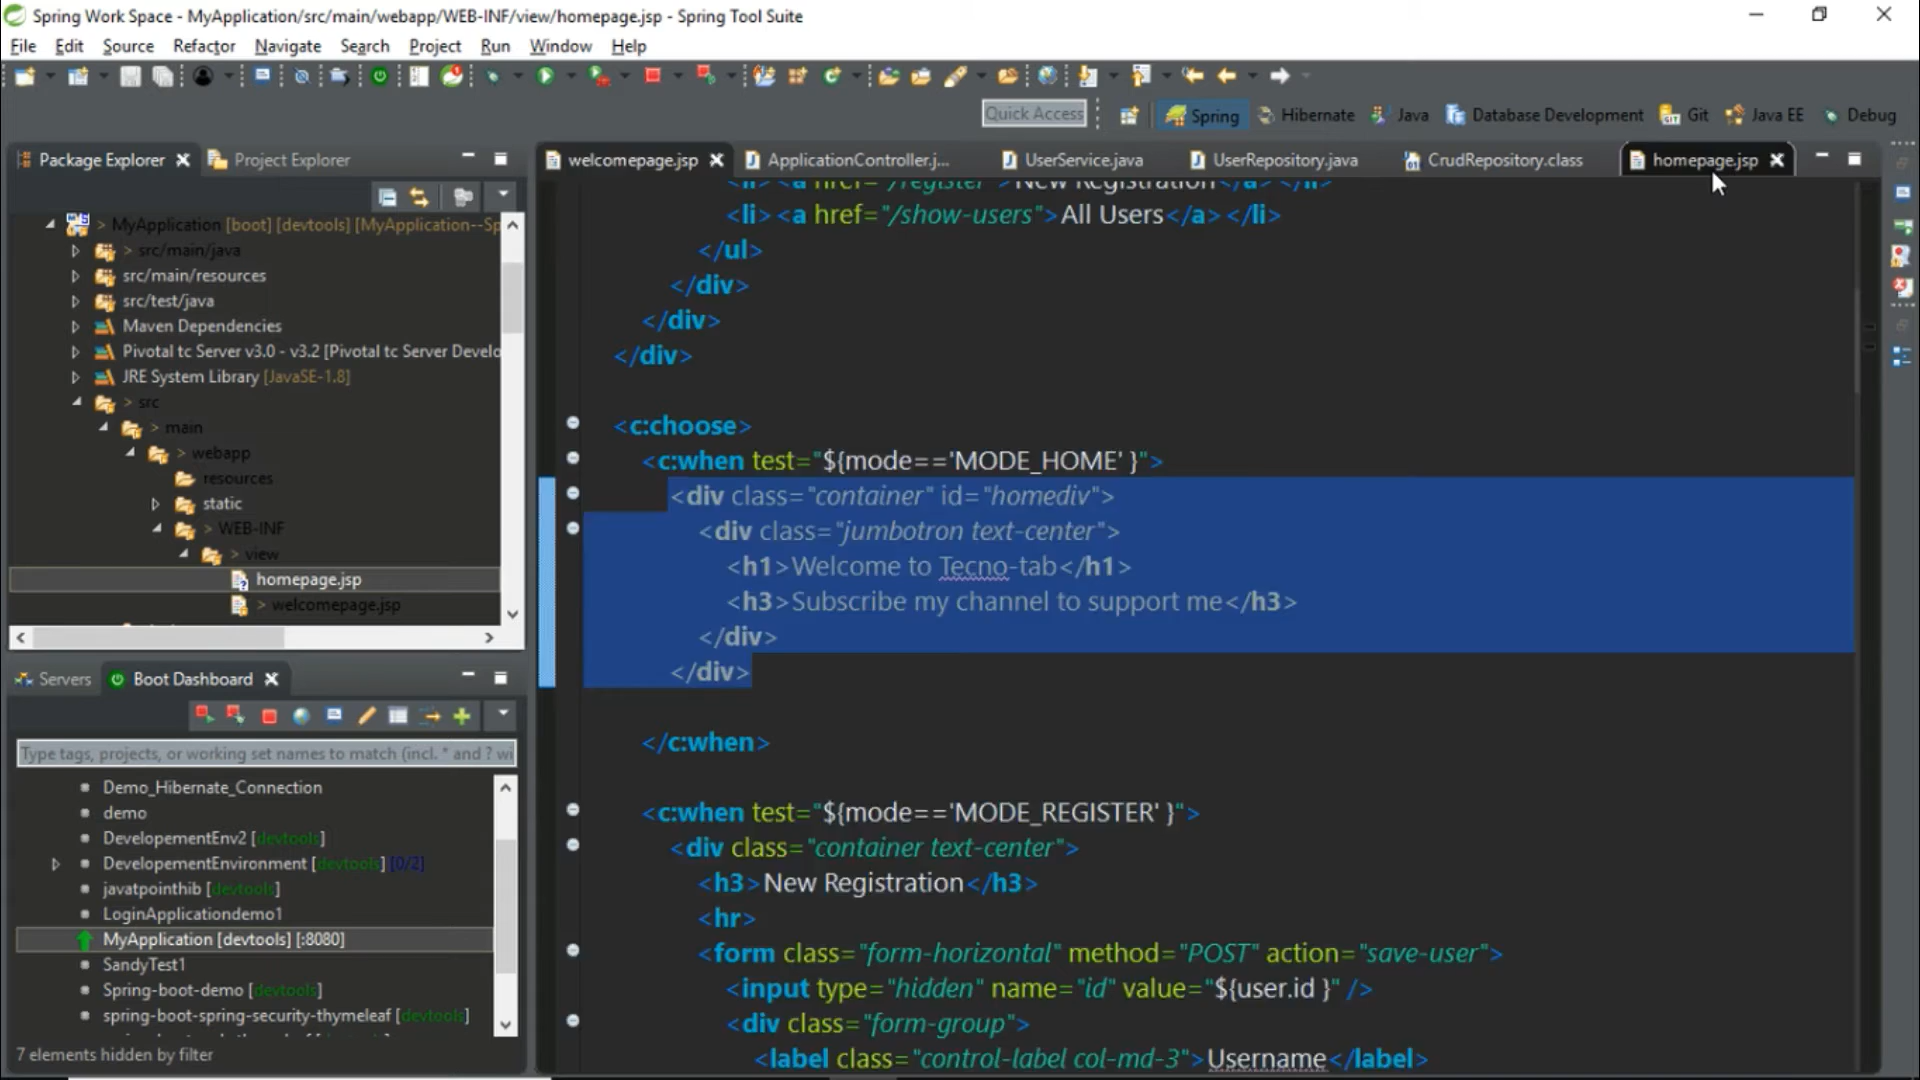 Spring Work Space - MyApplication/src/main/webapp/WEB-INF/view/homepage.jsp - Spring Tool Suite
File Edit Source Refactor Navigate Search Project Run Window Help
Quick Access Spring Hibernate Java Database Development Git Java EE Debug
Package Explorer Project Explorer
welcomepage.jsp ApplicationController.j... UserService.java UserRepository.java CrudRepository.class homepage.jsp
> MyApplication [boot] [devtools] [MyApplication--Sp
> src/main/java
src/main/resources
src/test/java
Maven Dependencies
Pivotal tc Server v3.0 - v3.2 [Pivotal tc Server Develo
JRE System Library [JavaSE-1.8]
> src
> main
> webapp
resources
static
> WEB-INF
> view
homepage.jsp
> welcomepage.jsp
Servers Boot Dashboard
Type tags, projects, or working set names to match (incl. * and ? wi
Demo_Hibernate_Connection
demo
DevelopementEnv2 [devtools]
DevelopementEnvironment [devtools] [0/2]
javatpointhib [devtools]
LoginApplicationdemo1
MyApplication [devtools] [:8080]
SandyTest1
Spring-boot-demo [devtools]
spring-boot-spring-security-thymeleaf [devtools]
7 elements hidden by filter
<li><a href="/register">New Registration</a></li>
<li><a href="/show-users">All Users</a></li>
</ul>
</div>
</div>
</div>
<c:choose>
<c:when test="${mode=='MODE_HOME' }">
<div class="container" id="homediv">
<div class="jumbotron text-center">
<h1>Welcome to Tecno-tab</h1>
<h3>Subscribe my channel to support me</h3>
</div>
</div>
</c:when>
<c:when test="${mode=='MODE_REGISTER' }">
<div class="container text-center">
<h3>New Registration</h3>
<hr>
<form class="form-horizontal" method="POST" action="save-user">
<input type="hidden" name="id" value="${user.id }" />
<div class="form-group">
<label class="control-label col-md-3">Username</label>